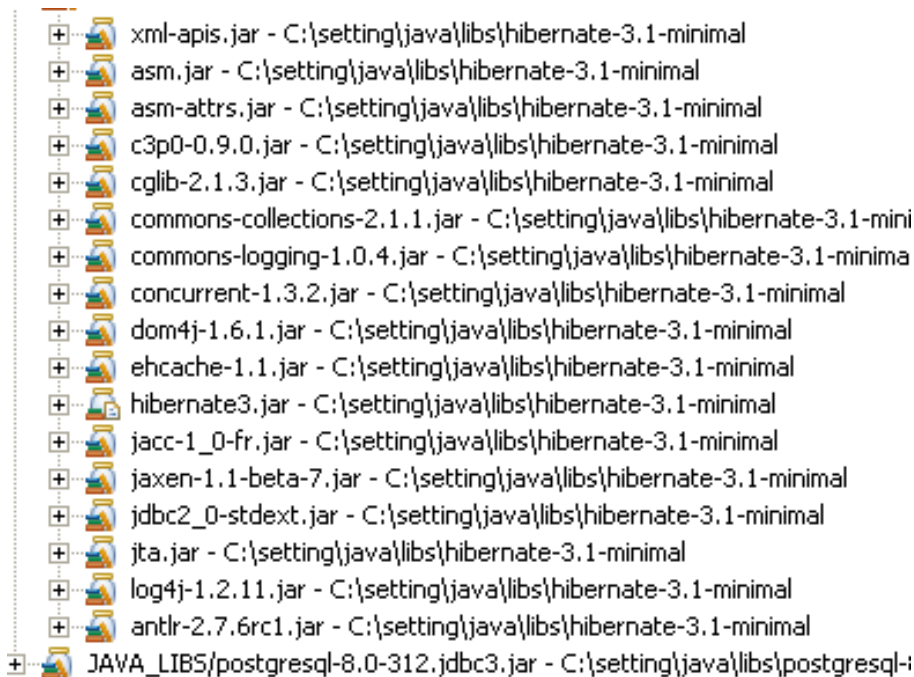 xml-apis.jar - C:\setting\java\libs\hibernate-3.1-minimal
asm.jar - C:\setting\java\libs\hibernate-3.1-minimal
asm-attrs.jar - C:\setting\java\libs\hibernate-3.1-minimal
c3p0-0.9.0.jar - C:\setting\java\libs\hibernate-3.1-minimal
cglib-2.1.3.jar - C:\setting\java\libs\hibernate-3.1-minimal
commons-collections-2.1.1.jar - C:\setting\java\libs\hibernate-3.1-mini
commons-logging-1.0.4.jar - C:\setting\java\libs\hibernate-3.1-minima
concurrent-1.3.2.jar - C:\setting\java\libs\hibernate-3.1-minimal
dom4j-1.6.1.jar - C:\setting\java\libs\hibernate-3.1-minimal
ehcache-1.1.jar - C:\setting\java\libs\hibernate-3.1-minimal
hibernate3.jar - C:\setting\java\libs\hibernate-3.1-minimal
jacc-1_0-fr.jar - C:\setting\java\libs\hibernate-3.1-minimal
jaxen-1.1-beta-7.jar - C:\setting\java\libs\hibernate-3.1-minimal
jdbc2_0-stdext.jar - C:\setting\java\libs\hibernate-3.1-minimal
jta.jar - C:\setting\java\libs\hibernate-3.1-minimal
log4j-1.2.11.jar - C:\setting\java\libs\hibernate-3.1-minimal
antlr-2.7.6rc1.jar - C:\setting\java\libs\hibernate-3.1-minimal
JAVA_LIBS/postgresql-8.0-312.jdbc3.jar - C:\setting\java\libs\postgresql-